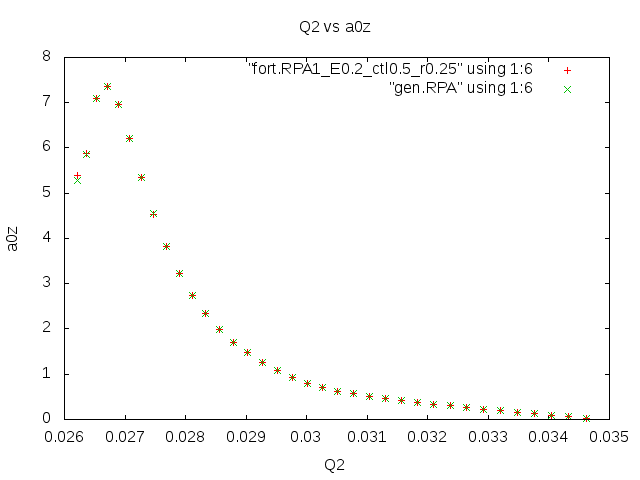 Q2 vs a0z
"fort.RPA1_E0.2_ctl0.5_r0.25" using 1:6
"gen.RPA" using 1:6
8
7
6
5
4
3
2
1
0
a0z
0.026 0.027 0.028 0.029 0.03 0.031 0.032 0.033 0.034 0.035
Q2